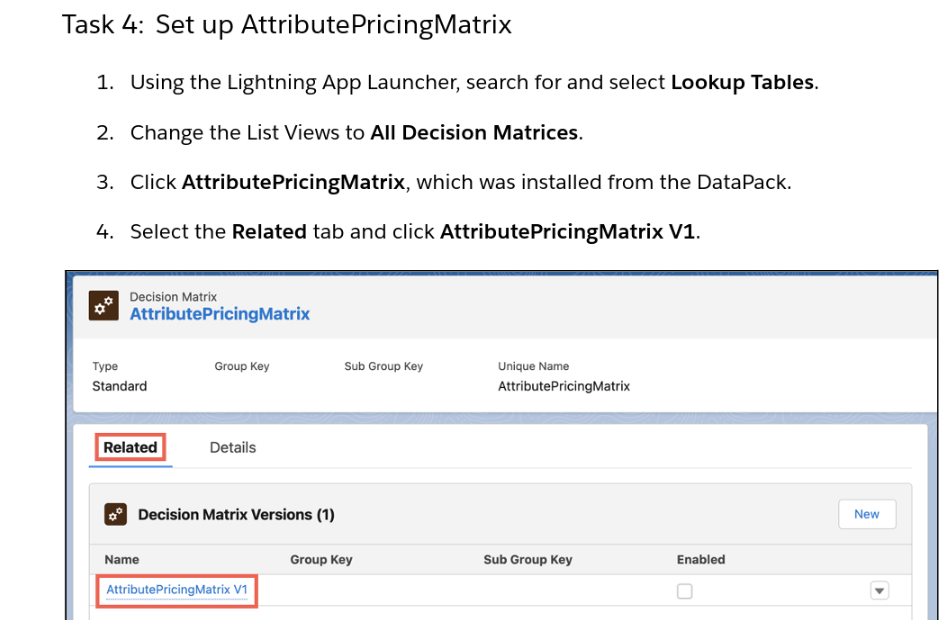 Task 4: Set up AttributePricingMatrix
1. Using the Lightning App Launcher, search for and select Lookup Tables.
2. Change the List Views to All Decision Matrices.
3. Click AttributePricingMatrix, which was installed from the DataPack.
4. Select the Related tab and click AttributePricingMatrix V1.
Decision Matrix
AttributePricingMatrix
Type Group Key Sub Group Key Unique Name
Standard AttributePricingMatrix
Related Details
Decision Matrix Versions (1) New
Name Group Key Sub Group Key Enabled
AttributePricingMatrix V1